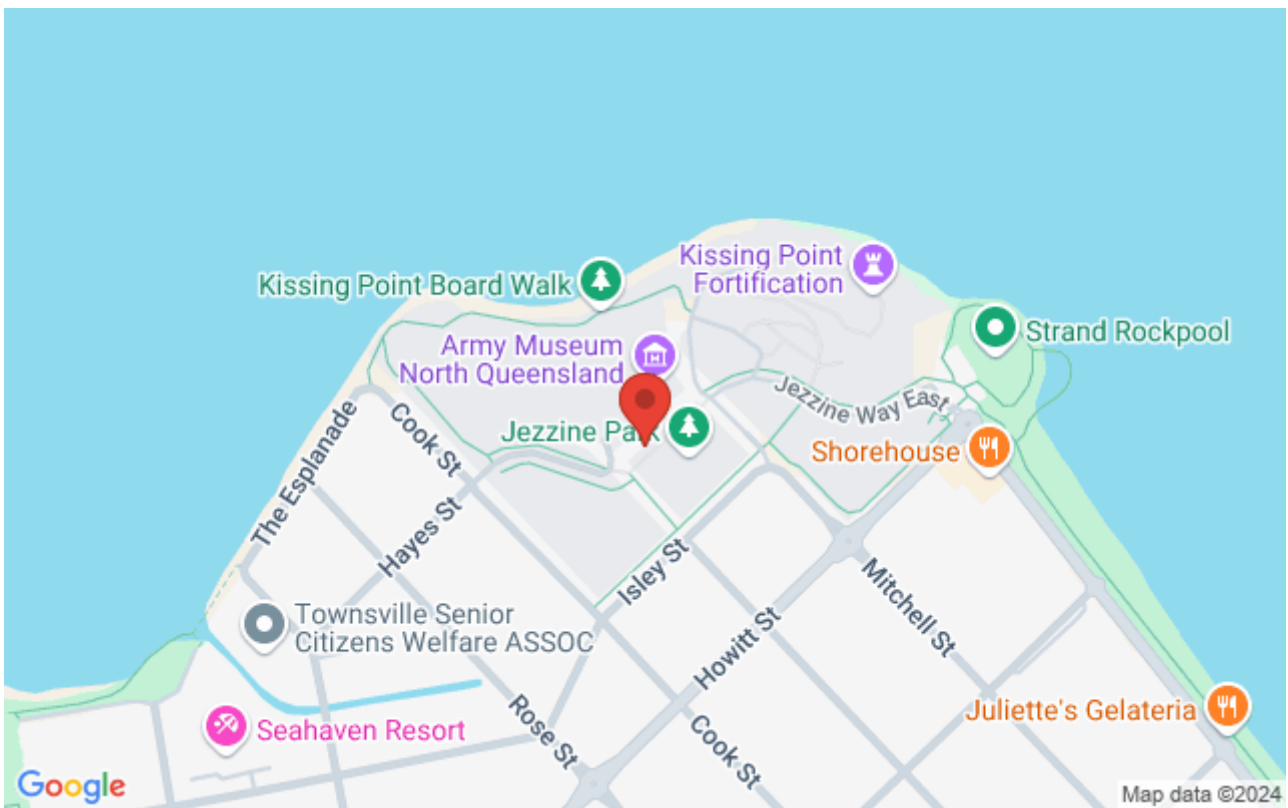 Kissing Point
Fortification
Kissing Point Board Walk
Strand Rockpool
Army Museum
North Queensland
Jezzine Way East
Cook St
The Esplanade
Jezzine Park
Shorehouse
Hayes St
Isley St
Mitchell St
Townsville Senior
Citizens Welfare ASSOC
Howitt St
Rose St
Cook St
Juliette's Gelateria
Seahaven Resort
Google
Map data ©2024